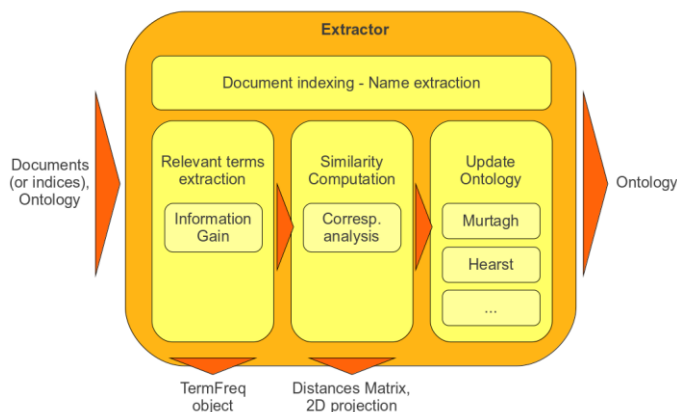 Extractor
Document indexing - Name extraction
Documents
(or indices),
Ontology
Relevant terms
extraction
Information
Gain
Similarity
Computation
Corresp.
analysis
Update
Ontology
Murtagh
Hearst
...
Ontology
TermFreq
object
Distances Matrix,
2D projection